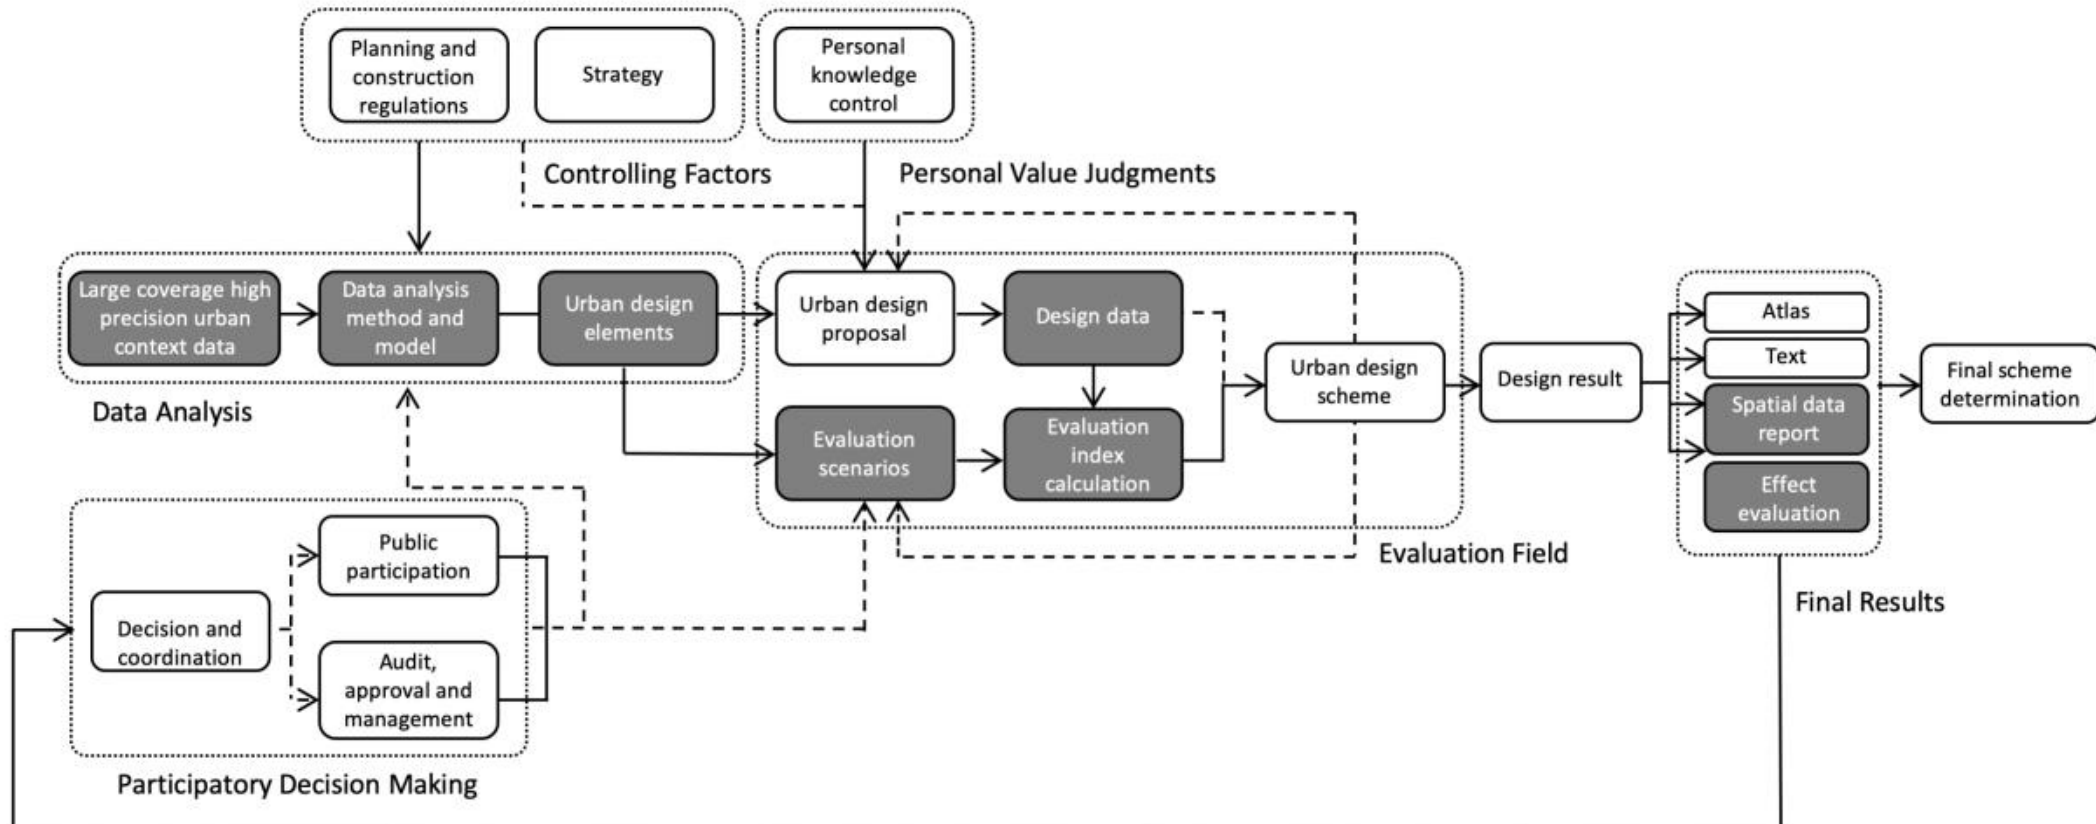 Planning and
construction
regulations
Strategy
Personal
knowledge
control
Controlling Factors
Personal Value Judgments
Large coverage high
precision urban
context data
Data analysis
method and
model
Urban design
elements
Urban design
proposal
Design data
Urban design
scheme
Design result
Atlas
Text
Spatial data
report
Effect
evaluation
Final scheme
determination
Data Analysis
Evaluation
scenarios
Evaluation
index
calculation
Evaluation Field
Final Results
Public
participation
Decision and
coordination
Audit,
approval and
management
Participatory Decision Making